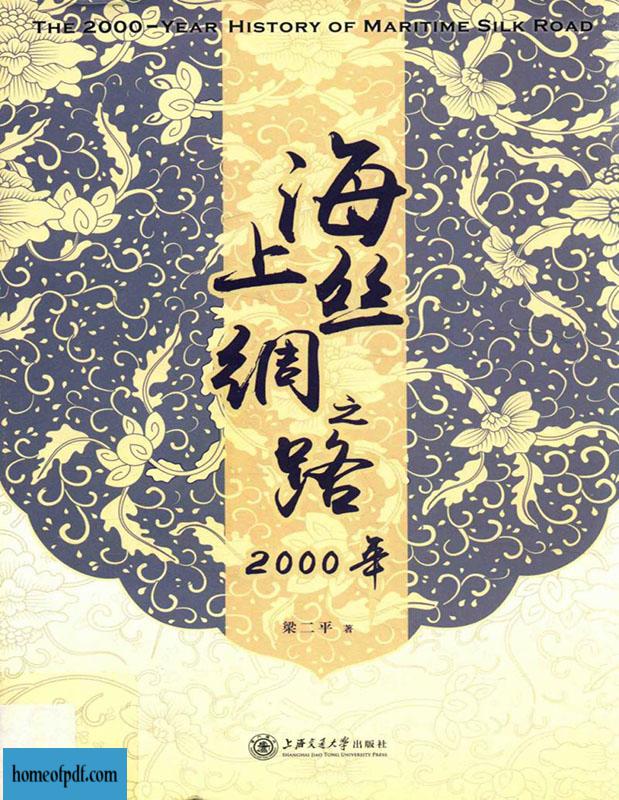 THE 2000-YEAR HISTORY OF MARITIME SILK ROAD
海
上
丝
绸
之
路
2000年
梁二平 著
上海交通大学出版社
SHANGHAI JIAO TONG UNIVERSITY PRESS
homeofpdf.com